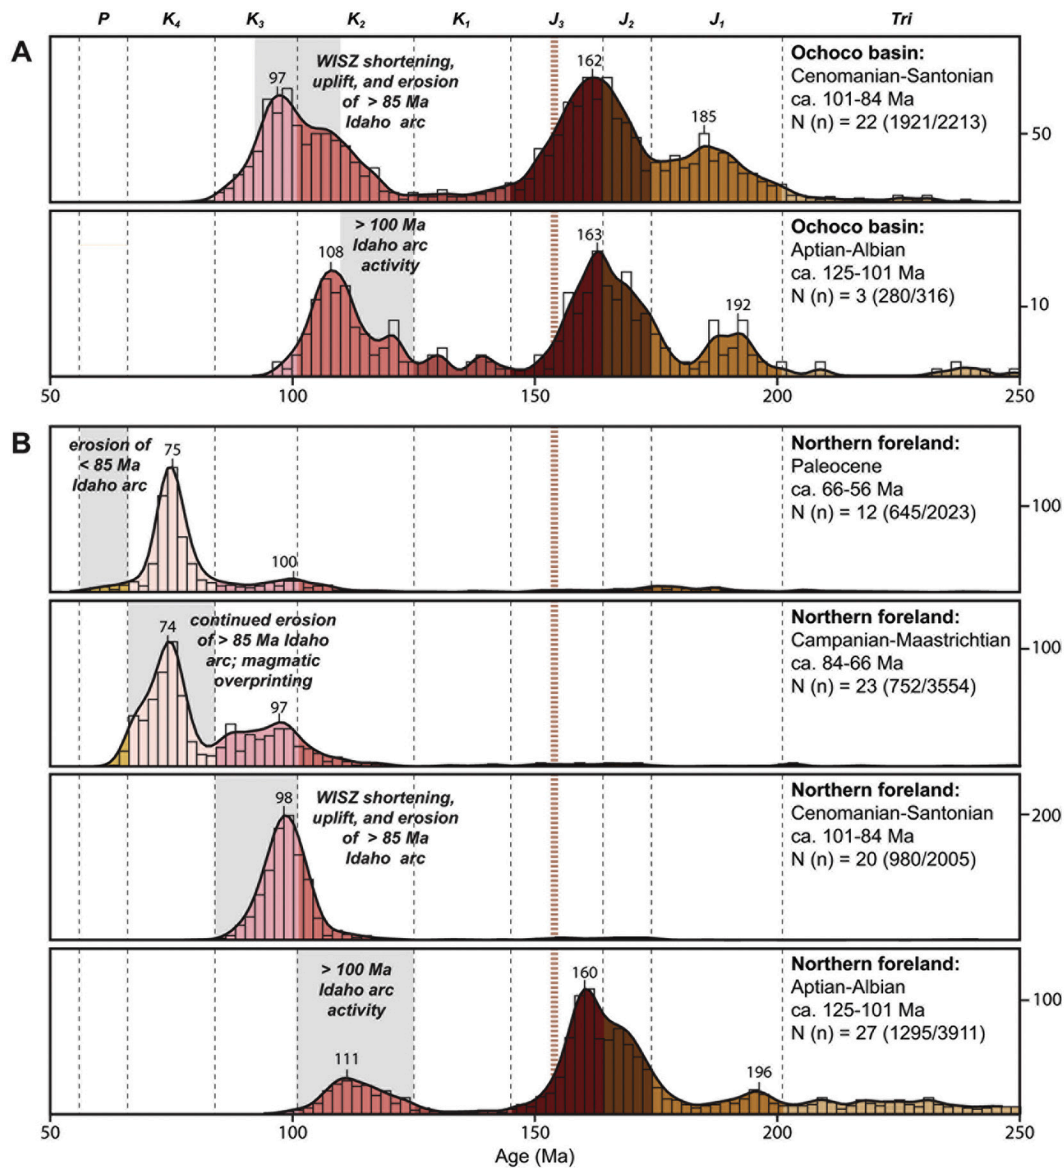 P K4 K3 K2 K1 J3 J2 J1 Tri
A
97
WISZ shortening,
uplift, and erosion
of > 85 Ma
Idaho arc
162
185
Ochoco basin:
Cenomanian-Santonian
ca. 101-84 Ma
N (n) = 22 (1921/2213)
50
108
> 100 Ma
Idaho arc
activity
163
192
Ochoco basin:
Aptian-Albian
ca. 125-101 Ma
N (n) = 3 (280/316)
10
50 100 150 200 250
B
erosion of
< 85 Ma
Idaho arc
75
100
Northern foreland:
Paleocene
ca. 66-56 Ma
N (n) = 12 (645/2023)
100
74
continued erosion
of > 85 Ma Idaho
arc; magmatic
overprinting
97
Northern foreland:
Campanian-Maastrichtian
ca. 84-66 Ma
N (n) = 23 (752/3554)
100
98
WISZ shortening,
uplift, and erosion
of > 85 Ma
Idaho arc
Northern foreland:
Cenomanian-Santonian
ca. 101-84 Ma
N (n) = 20 (980/2005)
200
> 100 Ma
Idaho arc
activity
111
160
196
Northern foreland:
Aptian-Albian
ca. 125-101 Ma
N (n) = 27 (1295/3911)
100
50 100 150 200 250
Age (Ma)